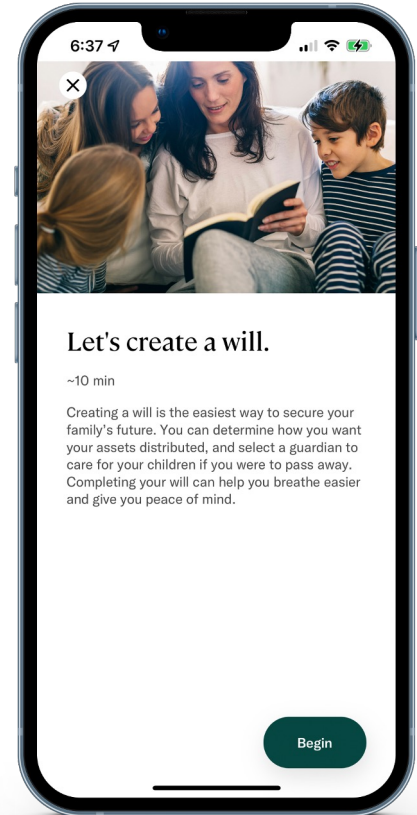 6:37
Let's create a will.
~10 min
Creating a will is the easiest way to secure your
family's future. You can determine how you want
your assets distributed, and select a guardian to
care for your children if you were to pass away.
Completing your will can help you breathe easier
and give you peace of mind.
Begin